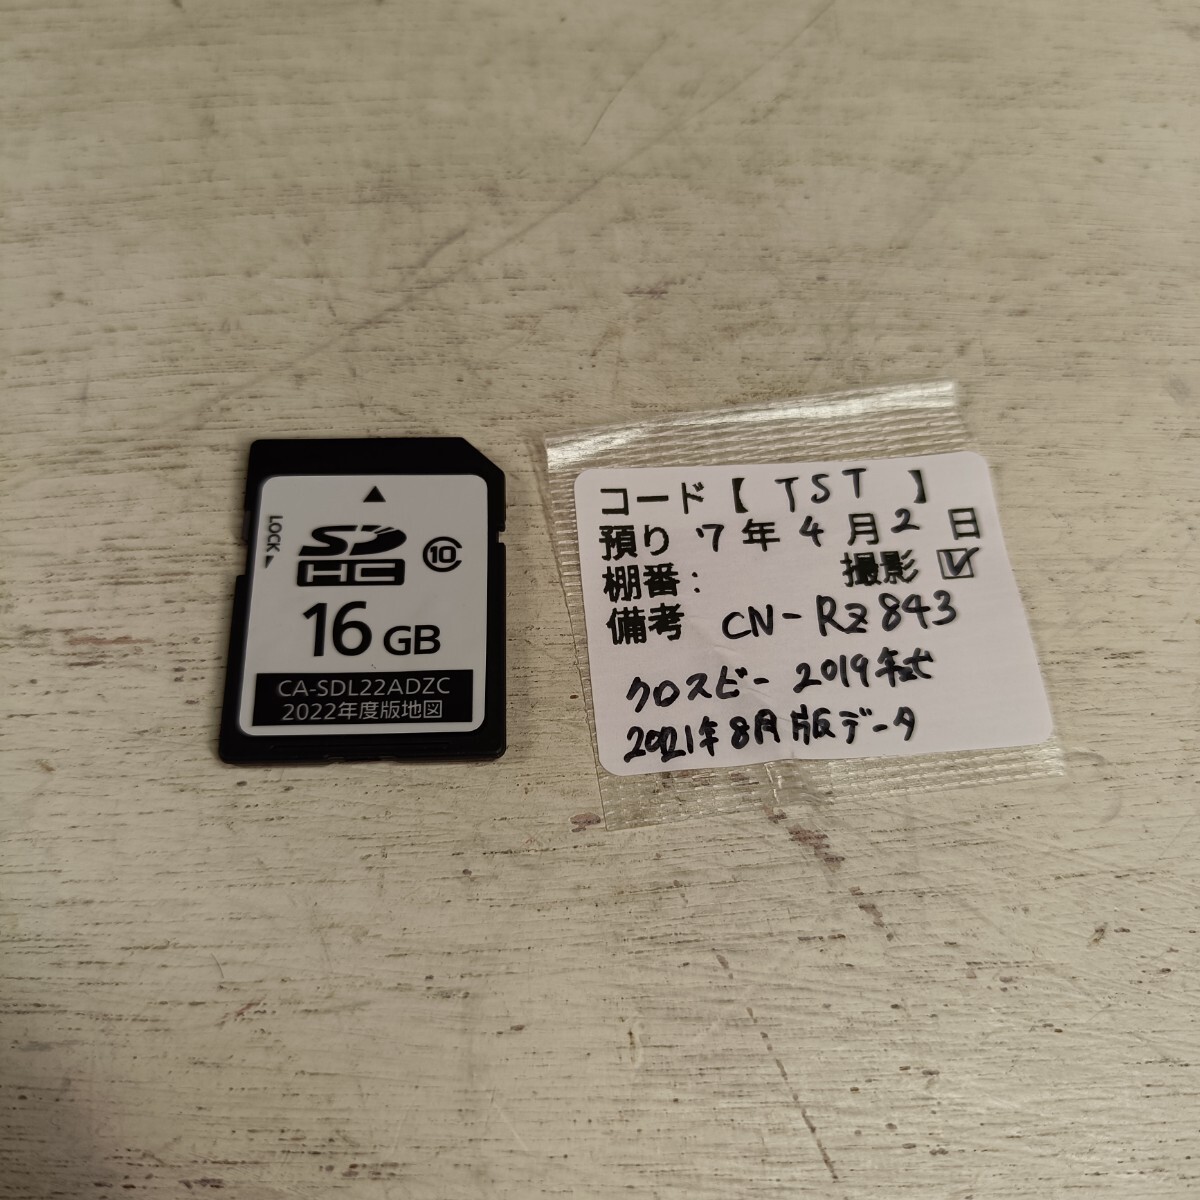 LOCK
SD
HC
10
16 GB
CA-SDL22ADZC
2022年度版地図
コード【 TST 】
預り 7年4月2日
棚番: 撮影 ☑
備考 CN-RZ843
クロスビー 2019年式
2021年8月版データ